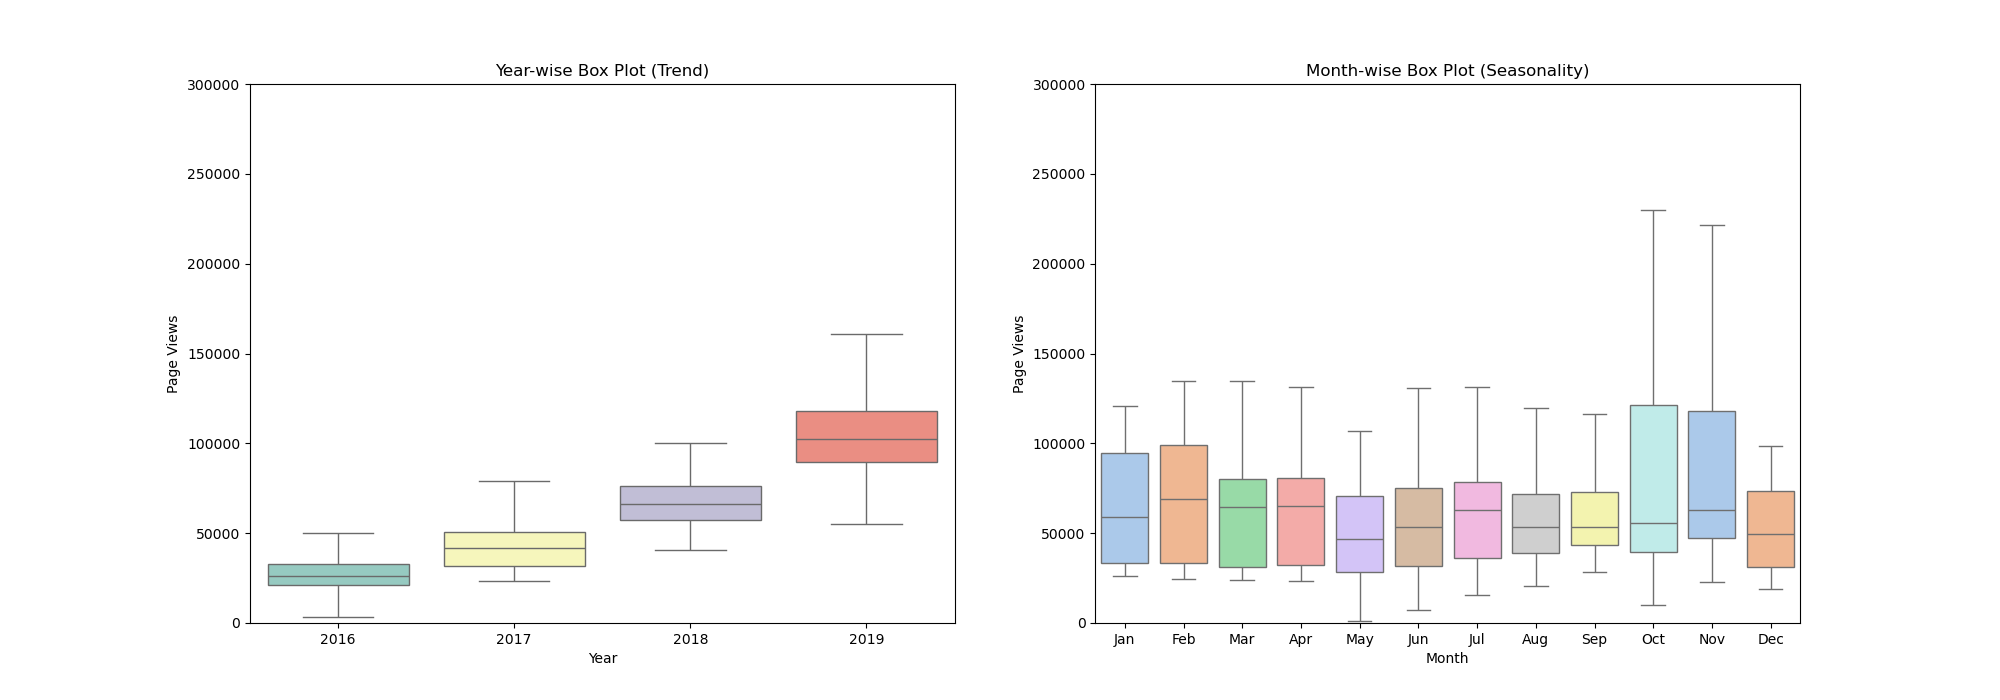 Year-wise Box Plot (Trend)
300000
250000
200000
150000
100000
50000
0
Page Views
2016 2017 2018 2019
Year
Month-wise Box Plot (Seasonality)
300000
250000
200000
150000
100000
50000
0
Page Views
Jan Feb Mar Apr May Jun Jul Aug Sep Oct Nov Dec
Month